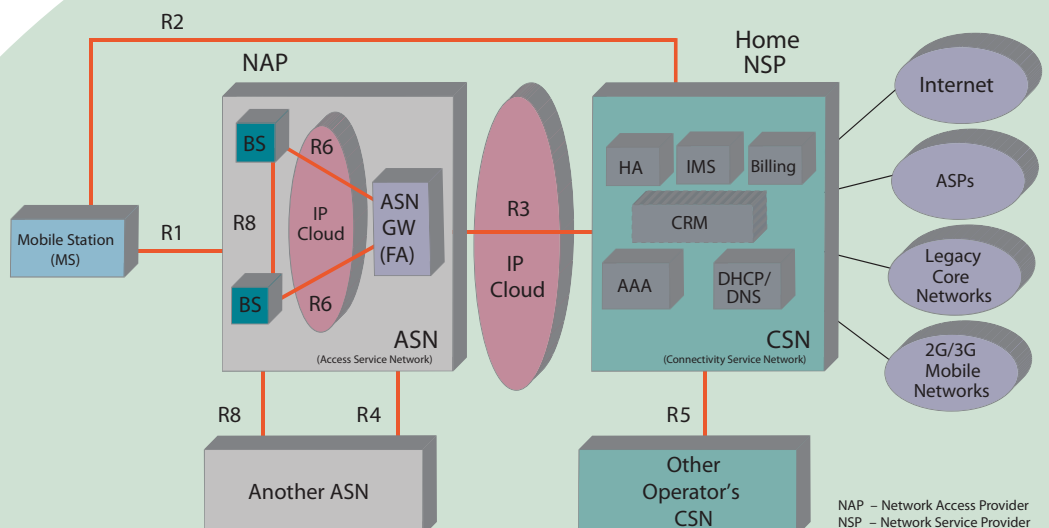 R2
Home
NSP
NAP
Internet
BS
R6
HA
IMS
Billing
ASPs
ASN
GW
(FA)
R3
CRM
R8
IP
Cloud
Mobile Station
(MS)
R1
IP
Cloud
Legacy
Core
Networks
AAA
DHCP/
DNS
BS
R6
ASN
(Access Service Network)
CSN
(Connectivity Service Network)
2G/3G
Mobile
Networks
R8
R4
R5
Another ASN
Other
Operator's
CSN
NAP – Network Access Provider
NSP – Network Service Provider